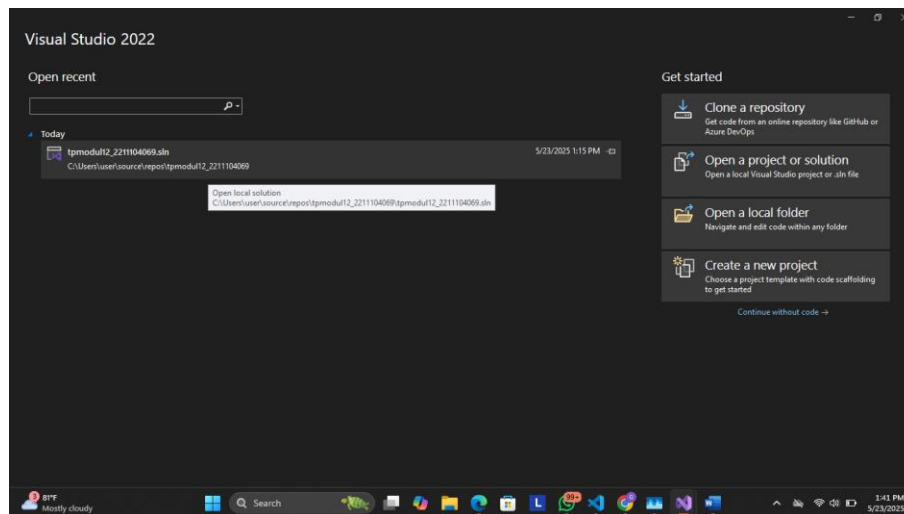 Visual Studio 2022
Open recent
Today
tpmodul12_2211104069.sln
5/23/2025 1:15 PM
C:\Users\user\source\repos\tpmodul12_2211104069
Open local solution
C:\Users\user\source\repos\tpmodul12_2211104069\tpmodul12_2211104069.sln
Get started
Clone a repository
Get code from an online repository like GitHub or
Azure DevOps
Open a project or solution
Open a local Visual Studio project or .sln file
Open a local folder
Navigate and edit code within any folder
Create a new project
Choose a project template with code scaffolding
to get started
Continue without code →
3
81°F
Mostly cloudy
Search
L
99+
1:41 PM
5/23/2025